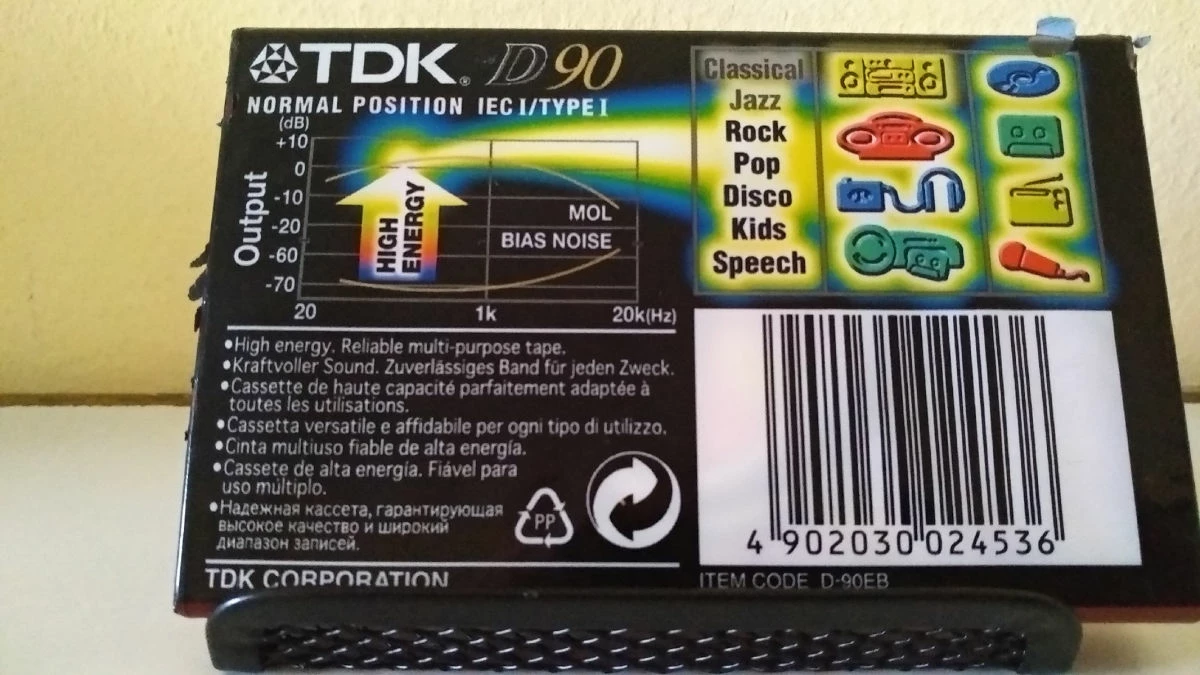 TDK® D90
NORMAL POSITION IEC I/TYPE I
(dB)
+10
0
-10
-20
-60
-70
Output
HIGH
ENERGY
MOL
BIAS NOISE
20 1k 20k(Hz)
Classical
Jazz
Rock
Pop
Disco
Kids
Speech
•High energy. Reliable multi-purpose tape.
•Kraftvoller Sound. Zuverlässiges Band für jeden Zweck.
•Cassette de haute capacité parfaitement adaptée à
toutes les utilisations.
•Cassetta versatile e affidabile per ogni tipo di utilizzo.
•Cinta multiuso fiable de alta energía.
•Cassete de alta energía. Fiável para
uso múltiplo.
•Надежная кассета, гарантирующая
высокое качество и широкий
диапазон записей.
PP
TDK CORPORATION
4 902030 024536
ITEM CODE D-90EB